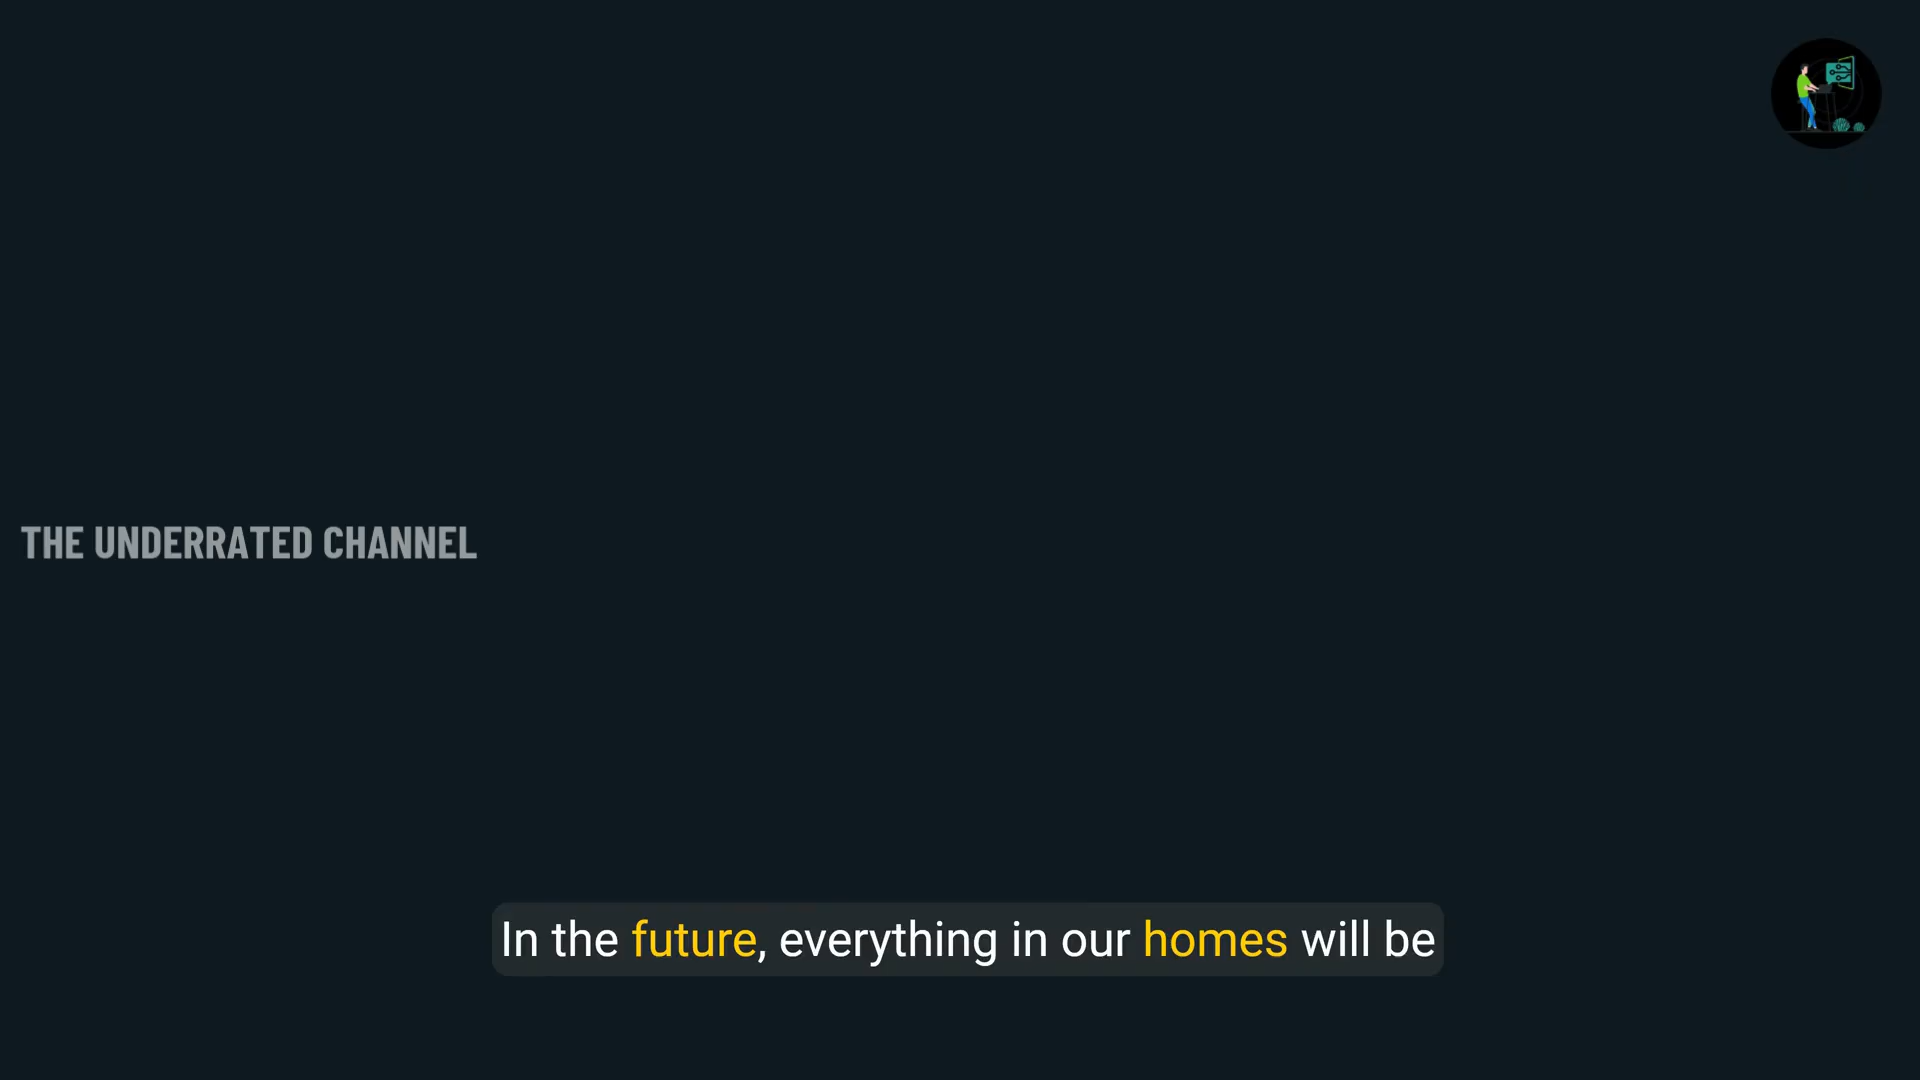 THE UNDERRATED CHANNEL
In the future, everything in our homes will be